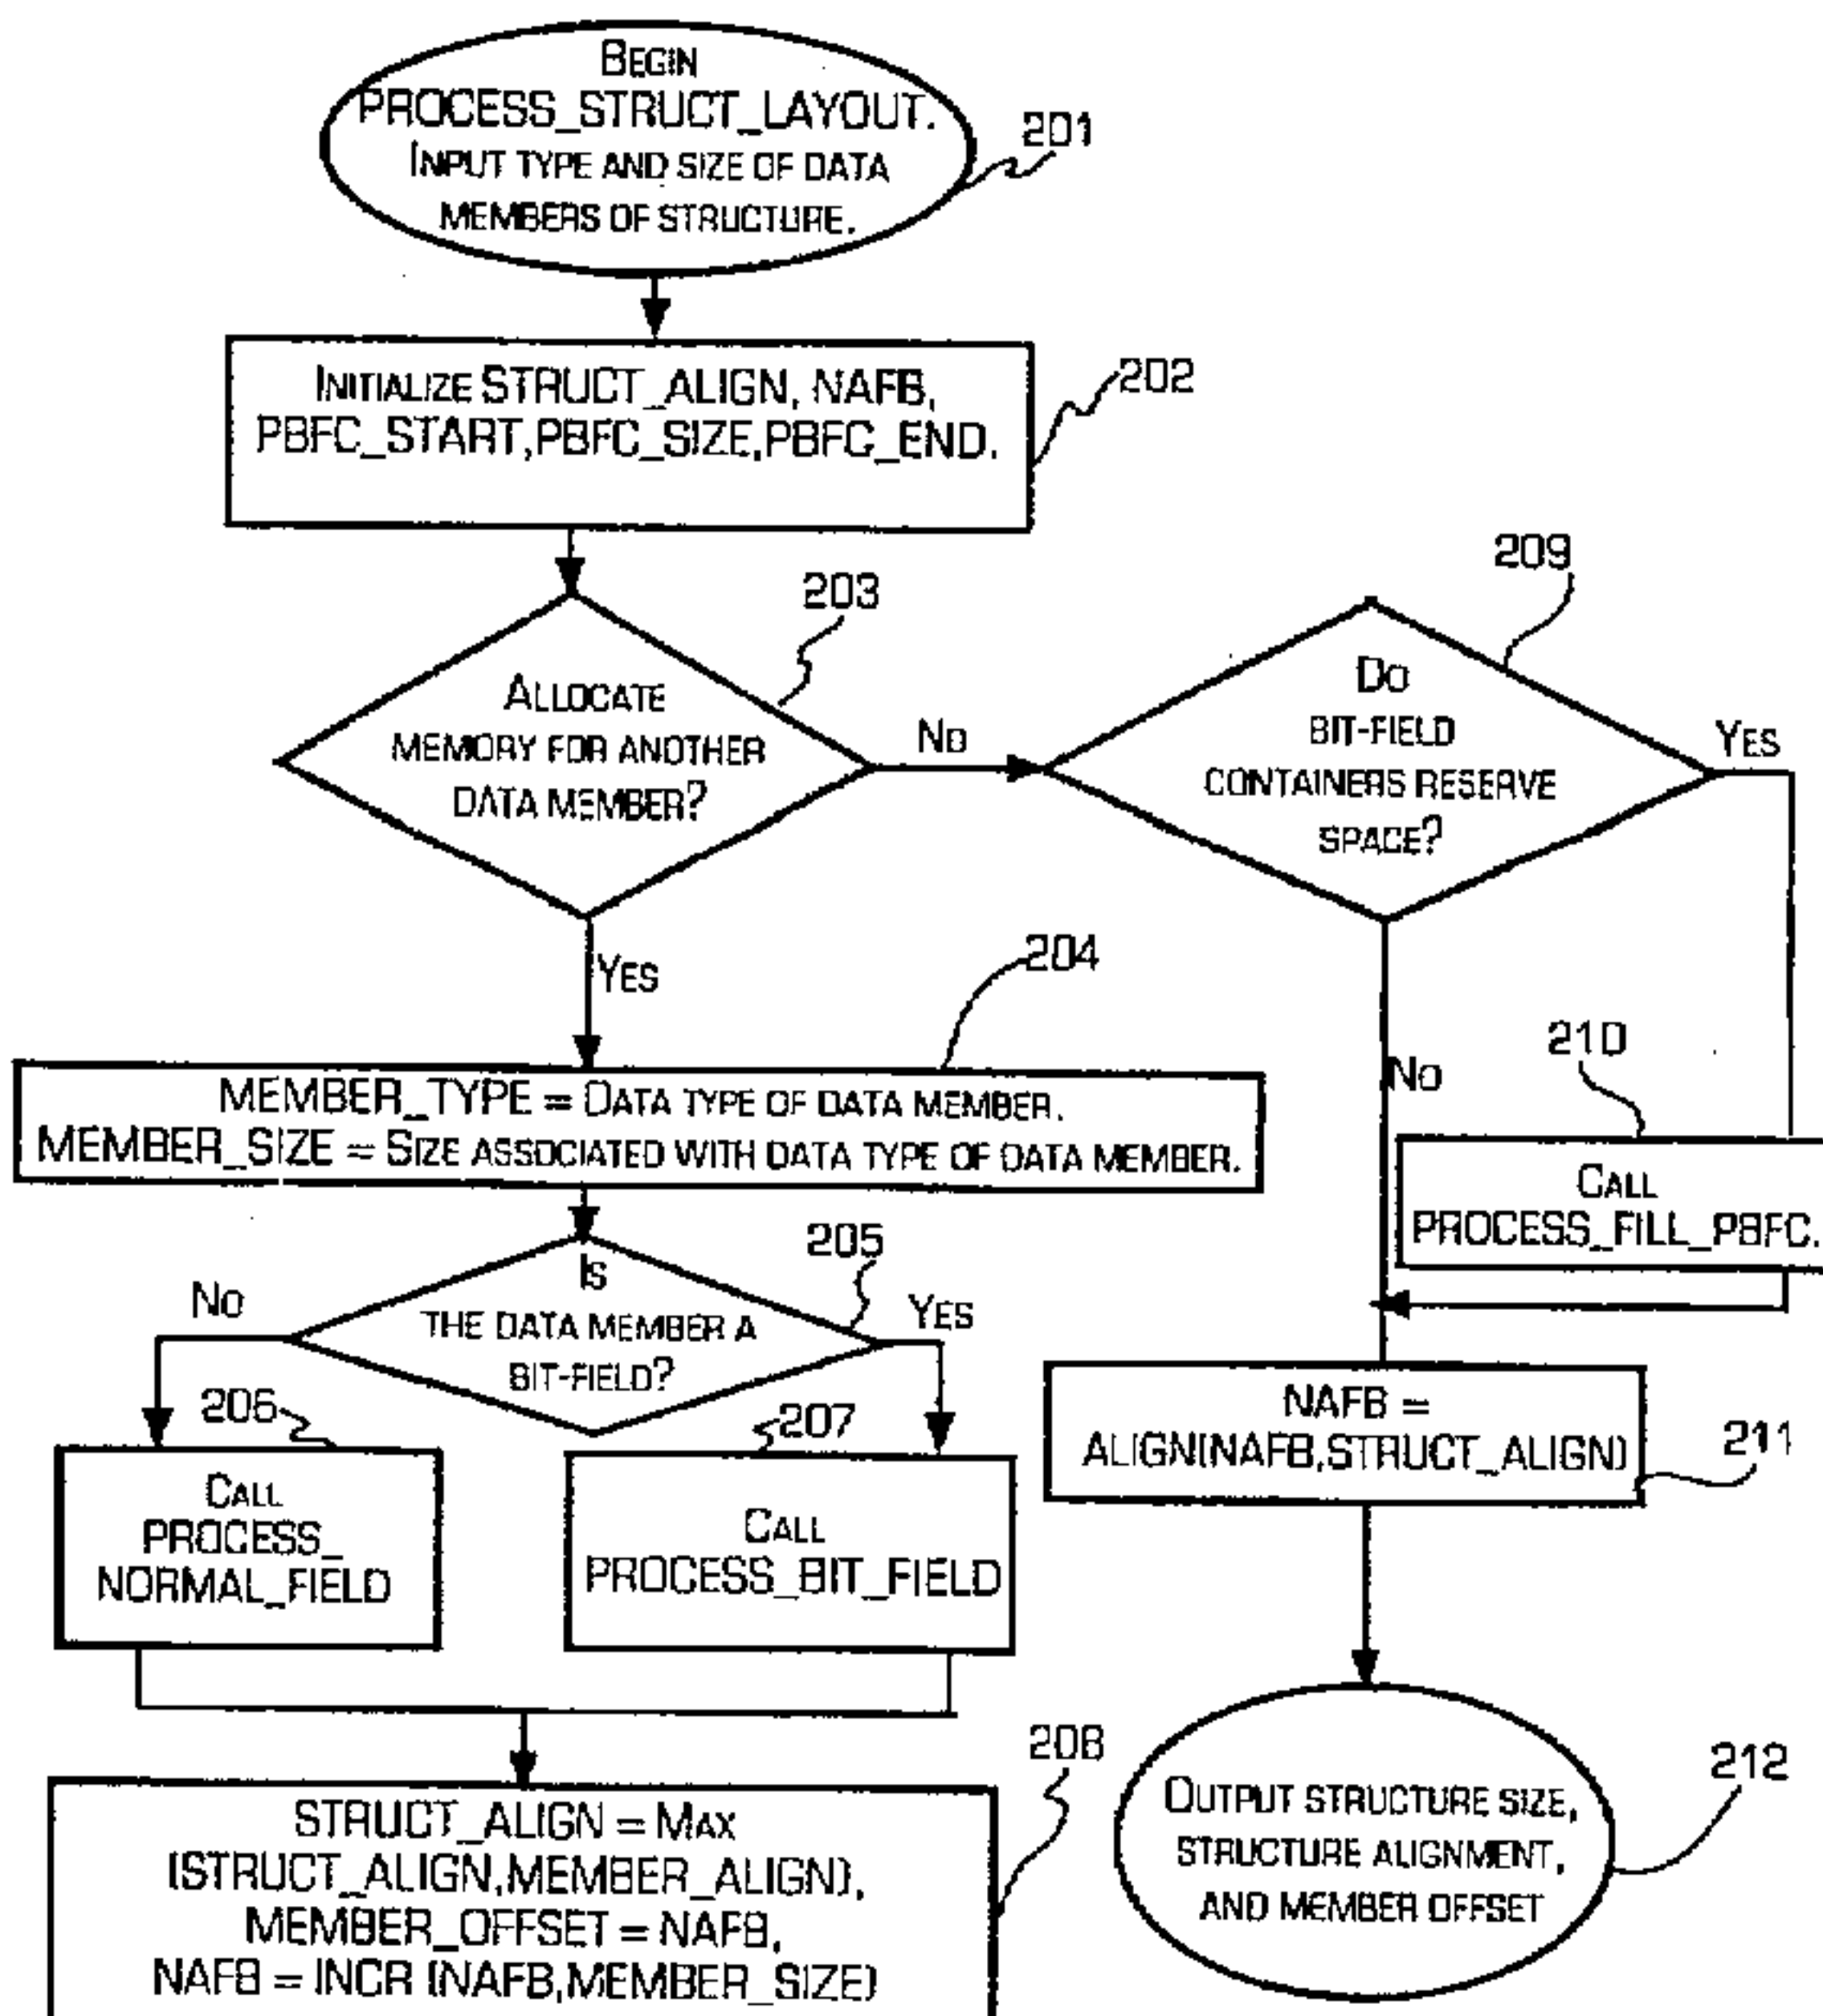 BEGIN
PROCESS_STRUCT_LAYOUT.
INPUT TYPE AND SIZE OF DATA
MEMBERS OF STRUCTURE.
201
INITIALIZE STRUCT_ALIGN, NAFB,
PBFC_START,PBFC_SIZE,PBFC_END.
202
203
ALLOCATE
MEMORY FOR ANOTHER
DATA MEMBER?
NO
YES
209
DO
BIT-FIELD
CONTAINERS RESERVE
SPACE?
YES
NO
204
MEMBER_TYPE = DATA TYPE OF DATA MEMBER.
MEMBER_SIZE = SIZE ASSOCIATED WITH DATA TYPE OF DATA MEMBER.
210
CALL
PROCESS_FILL_PBFC.
205
IS
THE DATA MEMBER A
BIT-FIELD?
NO
YES
206
CALL
PROCESS_
NORMAL_FIELD
207
CALL
PROCESS_BIT_FIELD
NAFB =
ALIGN(NAFB,STRUCT_ALIGN)
211
208
STRUCT_ALIGN = MAX
(STRUCT_ALIGN,MEMBER_ALIGN),
MEMBER_OFFSET = NAFB,
NAFB = INCR (NAFB,MEMBER_SIZE)
OUTPUT STRUCTURE SIZE,
STRUCTURE ALIGNMENT,
AND MEMBER OFFSET
212